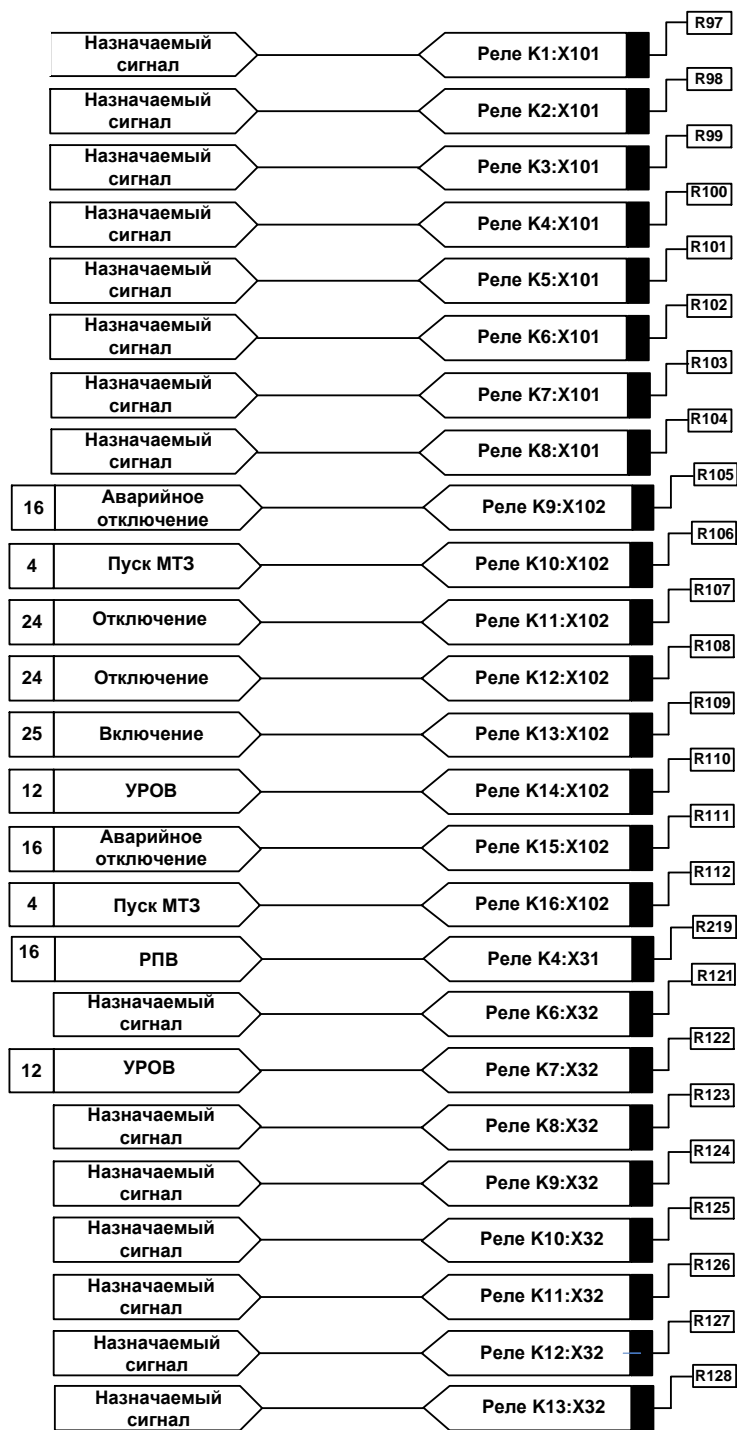 R97
Назначаемый
сигнал
Реле K1:X101
R98
Назначаемый
сигнал
Реле K2:X101
R99
Назначаемый
сигнал
Реле K3:X101
R100
Назначаемый
сигнал
Реле K4:X101
R101
Назначаемый
сигнал
Реле K5:X101
R102
Назначаемый
сигнал
Реле K6:X101
R103
Назначаемый
сигнал
Реле K7:X101
R104
Назначаемый
сигнал
Реле K8:X101
R105
16
Аварийное
отключение
Реле K9:X102
R106
4
Пуск МТЗ
Реле K10:X102
R107
24
Отключение
Реле K11:X102
R108
24
Отключение
Реле K12:X102
R109
25
Включение
Реле K13:X102
R110
12
УРОВ
Реле K14:X102
R111
16
Аварийное
отключение
Реле K15:X102
R112
4
Пуск МТЗ
Реле K16:X102
R219
16
РПВ
Реле K4:X31
R121
Назначаемый
сигнал
Реле K6:X32
R122
12
УРОВ
Реле K7:X32
R123
Назначаемый
сигнал
Реле K8:X32
R124
Назначаемый
сигнал
Реле K9:X32
R125
Назначаемый
сигнал
Реле K10:X32
R126
Назначаемый
сигнал
Реле K11:X32
R127
Назначаемый
сигнал
Реле K12:X32
R128
Назначаемый
сигнал
Реле K13:X32